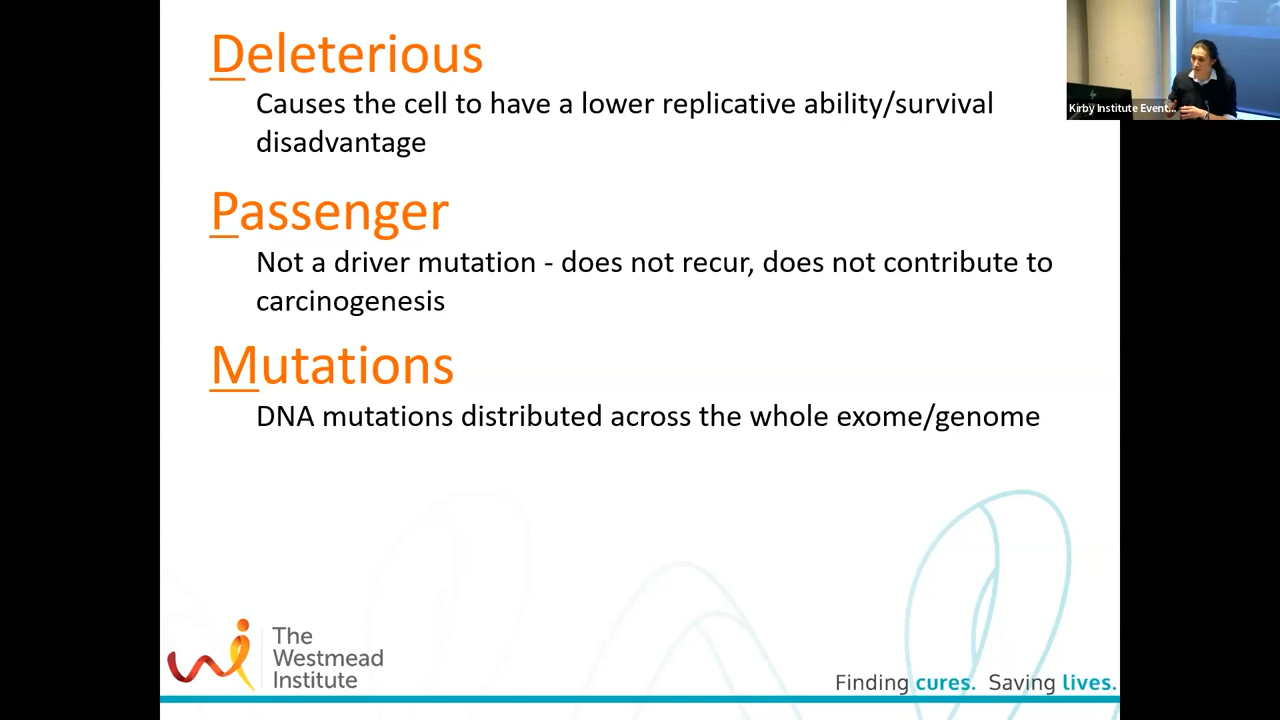 Deleterious
Causes the cell to have a lower replicative ability/survival
disadvantage
Kirby Institute Event...
Passenger
Not a driver mutation - does not recur, does not contribute to
carcinogenesis
Mutations
DNA mutations distributed across the whole exome/genome
The
Westmead
Institute
Finding cures. Saving lives.